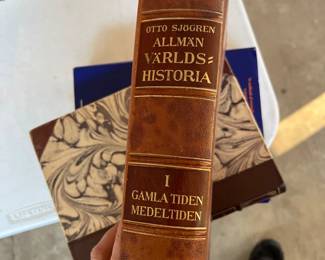 OTTO SJÖGREN
ALLMÄN
VÄRLDS=
HISTORIA
I
GAMLA TIDEN
MEDELTIDEN